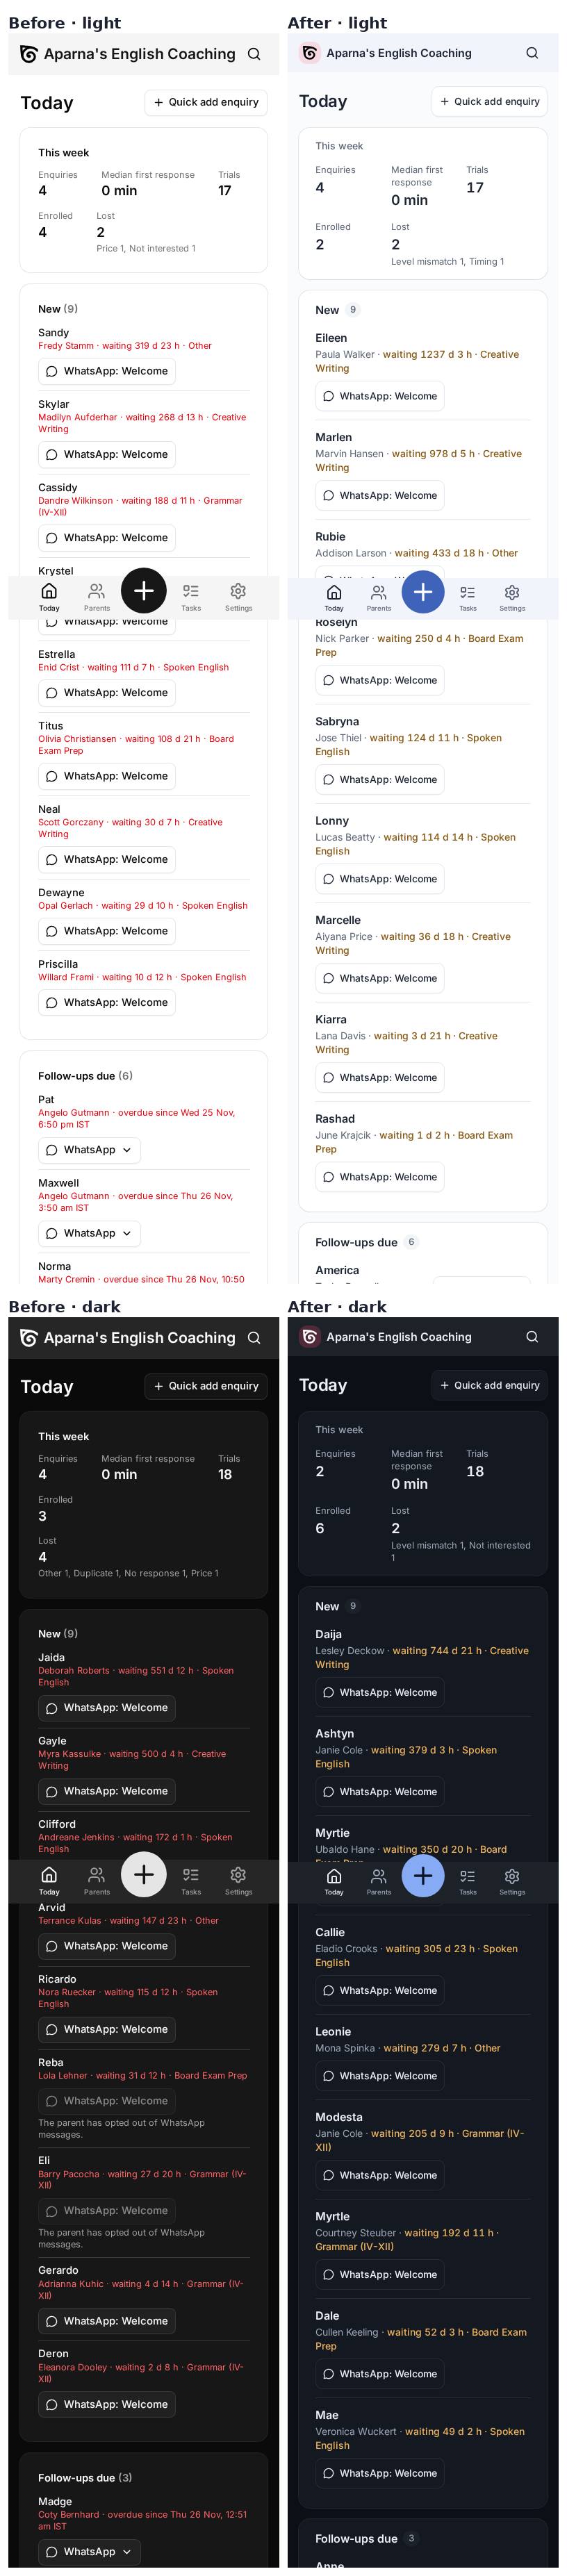 Before · light
Aparna's English Coaching
Today
Quick add enquiry
This week
Enquiries
4
Median first response
0 min
Trials
17
Enrolled
4
Lost
2
Price 1, Not interested 1
New (9)
Sandy
Fredy Stamm · waiting 319 d 23 h · Other
WhatsApp: Welcome
Skylar
Madilyn Aufderhar · waiting 268 d 13 h · Creative
Writing
WhatsApp: Welcome
Cassidy
Dandre Wilkinson · waiting 188 d 11 h · Grammar
(IV-XII)
WhatsApp: Welcome
Krystel
Today
Parents
Tasks
Settings
WhatsApp: Welcome
Estrella
Enid Crist · waiting 111 d 7 h · Spoken English
WhatsApp: Welcome
Titus
Olivia Christiansen · waiting 108 d 21 h · Board
Exam Prep
WhatsApp: Welcome
Neal
Scott Gorczany · waiting 30 d 7 h · Creative
Writing
WhatsApp: Welcome
Dewayne
Opal Gerlach · waiting 29 d 10 h · Spoken English
WhatsApp: Welcome
Priscilla
Willard Frami · waiting 10 d 12 h · Spoken English
WhatsApp: Welcome
Follow-ups due (6)
Pat
Angelo Gutmann · overdue since Wed 25 Nov,
6:50 pm IST
WhatsApp
Maxwell
Angelo Gutmann · overdue since Thu 26 Nov,
3:50 am IST
WhatsApp
Norma
Marty Cremin · overdue since Thu 26 Nov, 10:50
After · light
Aparna's English Coaching
Today
Quick add enquiry
This week
Enquiries
4
Median first
response
0 min
Trials
17
Enrolled
2
Lost
2
Level mismatch 1, Timing 1
New 9
Eileen
Paula Walker · waiting 1237 d 3 h · Creative
Writing
WhatsApp: Welcome
Marlen
Marvin Hansen · waiting 978 d 5 h · Creative
Writing
WhatsApp: Welcome
Rubie
Addison Larson · waiting 433 d 18 h · Other
Today
Parents
Tasks
Settings
Roselyn
Nick Parker · waiting 250 d 4 h · Board Exam
Prep
WhatsApp: Welcome
Sabryna
Jose Thiel · waiting 124 d 11 h · Spoken
English
WhatsApp: Welcome
Lonny
Lucas Beatty · waiting 114 d 14 h · Spoken
English
WhatsApp: Welcome
Marcelle
Aiyana Price · waiting 36 d 18 h · Creative
Writing
WhatsApp: Welcome
Kiarra
Lana Davis · waiting 3 d 21 h · Creative
Writing
WhatsApp: Welcome
Rashad
June Krajcik · waiting 1 d 2 h · Board Exam
Prep
WhatsApp: Welcome
Follow-ups due 6
America
Before · dark
Aparna's English Coaching
Today
Quick add enquiry
This week
Enquiries
4
Median first response
0 min
Trials
18
Enrolled
3
Lost
4
Other 1, Duplicate 1, No response 1, Price 1
New (9)
Jaida
Deborah Roberts · waiting 551 d 12 h · Spoken
English
WhatsApp: Welcome
Gayle
Myra Kassulke · waiting 500 d 4 h · Creative
Writing
WhatsApp: Welcome
Clifford
Andreane Jenkins · waiting 172 d 1 h · Spoken
English
Today
Parents
Tasks
Settings
Arvid
Terrance Kulas · waiting 147 d 23 h · Other
WhatsApp: Welcome
Ricardo
Nora Ruecker · waiting 115 d 12 h · Spoken
English
WhatsApp: Welcome
Reba
Lola Lehner · waiting 31 d 12 h · Board Exam Prep
WhatsApp: Welcome
The parent has opted out of WhatsApp
messages.
Eli
Barry Pacocha · waiting 27 d 20 h · Grammar (IV-
XII)
WhatsApp: Welcome
The parent has opted out of WhatsApp
messages.
Gerardo
Adrianna Kuhic · waiting 4 d 14 h · Grammar (IV-
XII)
WhatsApp: Welcome
Deron
Eleanora Dooley · waiting 2 d 8 h · Grammar (IV-
XII)
WhatsApp: Welcome
Follow-ups due (3)
Madge
Coty Bernhard · overdue since Thu 26 Nov, 12:51
am IST
WhatsApp
After · dark
Aparna's English Coaching
Today
Quick add enquiry
This week
Enquiries
2
Median first
response
0 min
Trials
18
Enrolled
6
Lost
2
Level mismatch 1, Not interested
1
New 9
Daija
Lesley Deckow · waiting 744 d 21 h · Creative
Writing
WhatsApp: Welcome
Ashtyn
Janie Cole · waiting 379 d 3 h · Spoken
English
WhatsApp: Welcome
Myrtie
Ubaldo Hane · waiting 350 d 20 h · Board
Today
Parents
Tasks
Settings
Callie
Eladio Crooks · waiting 305 d 23 h · Spoken
English
WhatsApp: Welcome
Leonie
Mona Spinka · waiting 279 d 7 h · Other
WhatsApp: Welcome
Modesta
Janie Cole · waiting 205 d 9 h · Grammar (IV-
XII)
WhatsApp: Welcome
Myrtle
Courtney Steuber · waiting 192 d 11 h ·
Grammar (IV-XII)
WhatsApp: Welcome
Dale
Cullen Keeling · waiting 52 d 3 h · Board Exam
Prep
WhatsApp: Welcome
Mae
Veronica Wuckert · waiting 49 d 2 h · Spoken
English
WhatsApp: Welcome
Follow-ups due 3
Anne